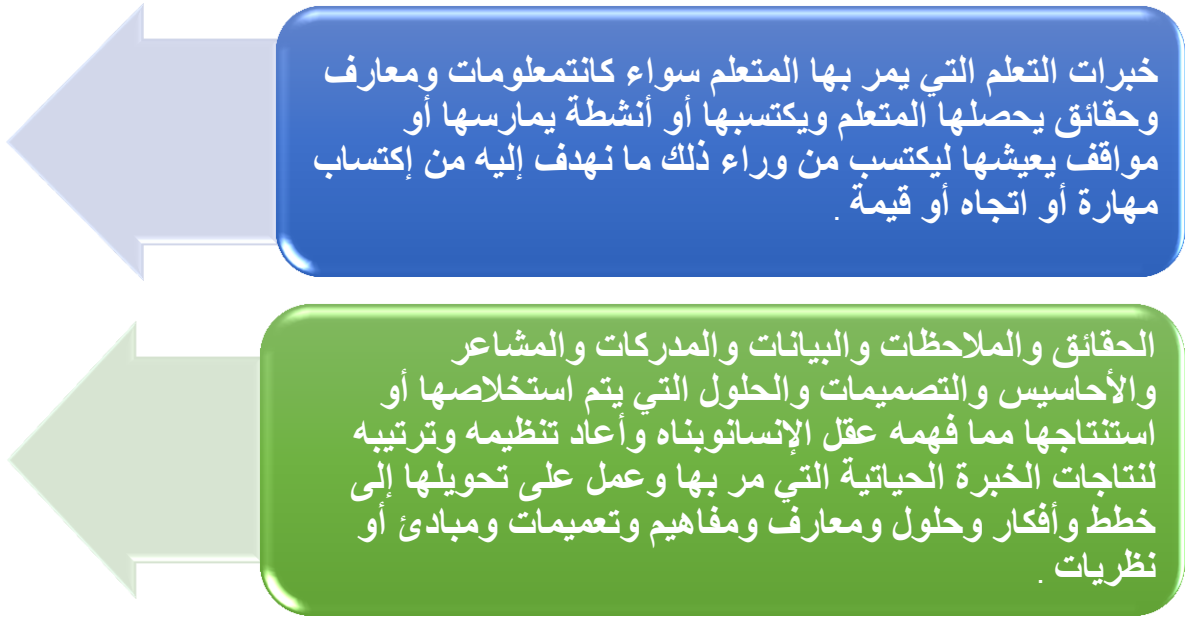 خبرات التعلم التي يمر بها المتعلم سواء كانتمعلومات ومعارف
وحقائق يحصلها المتعلم ويكتسبها أو أنشطة يمارسها أو
مواقف يعيشها ليكتسب من وراء ذلك ما نهدف إليه من إكتساب
مهارة أو اتجاه أو قيمة .
الحقائق والملاحظات والبيانات والمدركات والمشاعر
والأحاسيس والتصميمات والحلول التي يتم استخلاصها أو
استنتاجها مما فهمه عقل الإنسانوبناه وأعاد تنظيمه وترتيبه
لنتاجات الخبرة الحياتية التي مر بها وعمل على تحويلها إلى
خطط وأفكار وحلول ومعارف ومفاهيم وتعميمات ومبادئ أو
نظريات .